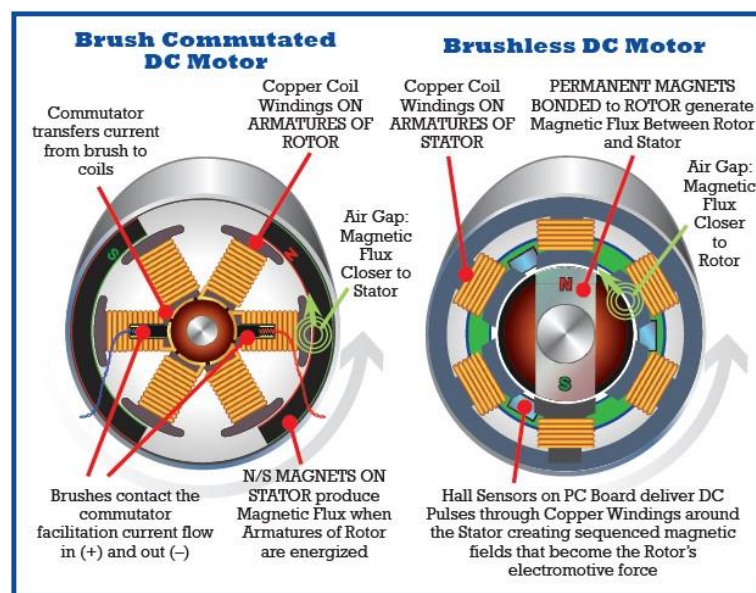 Brush Commutated
DC Motor
Commutator
transfers current
from brush to
coils
Copper Coil
Windings ON
ARMATURES OF
ROTOR
Air Gap:
Magnetic
Flux
Closer to
Stator
S
N
Brushes contact the
commutator
facilitation current flow
in (+) and out (–)
N/S MAGNETS ON
STATOR produce
Magnetic Flux when
Armatures of Rotor
are energized
Brushless DC Motor
Copper Coil
Windings ON
ARMATURES OF
STATOR
PERMANENT MAGNETS
BONDED to ROTOR generate
Magnetic Flux Between Rotor
and Stator
Air Gap:
Magnetic
Flux
Closer
to
Rotor
N
S
Hall Sensors on PC Board deliver DC
Pulses through Copper Windings around
the Stator creating sequenced magnetic
fields that become the Rotor's
electromotive force